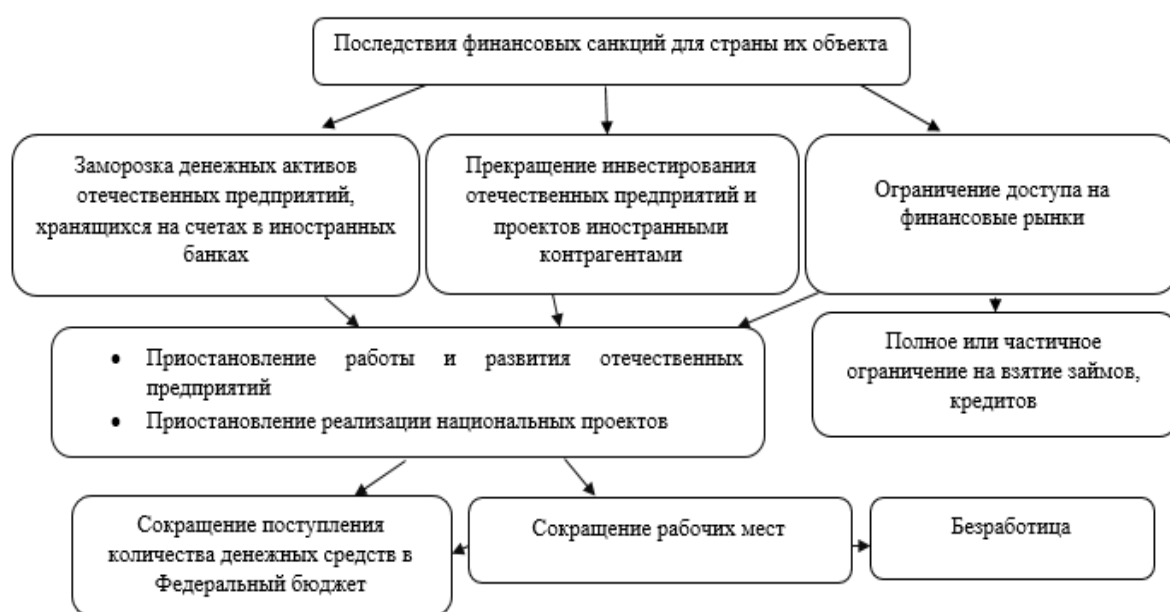 Последствия финансовых санкций для страны их объекта
Заморозка денежных активов
отечественных предприятий,
хранящихся на счетах в иностранных
банках
Прекращение инвестирования
отечественных предприятий и
проектов иностранными
контрагентами
Ограничение доступа на
финансовые рынки
• Приостановление работы и развития отечественных
предприятий
• Приостановление реализации национальных проектов
Полное или частичное
ограничение на взятие займов,
кредитов
Сокращение поступления
количества денежных средств в
Федеральный бюджет
Сокращение рабочих мест
Безработица